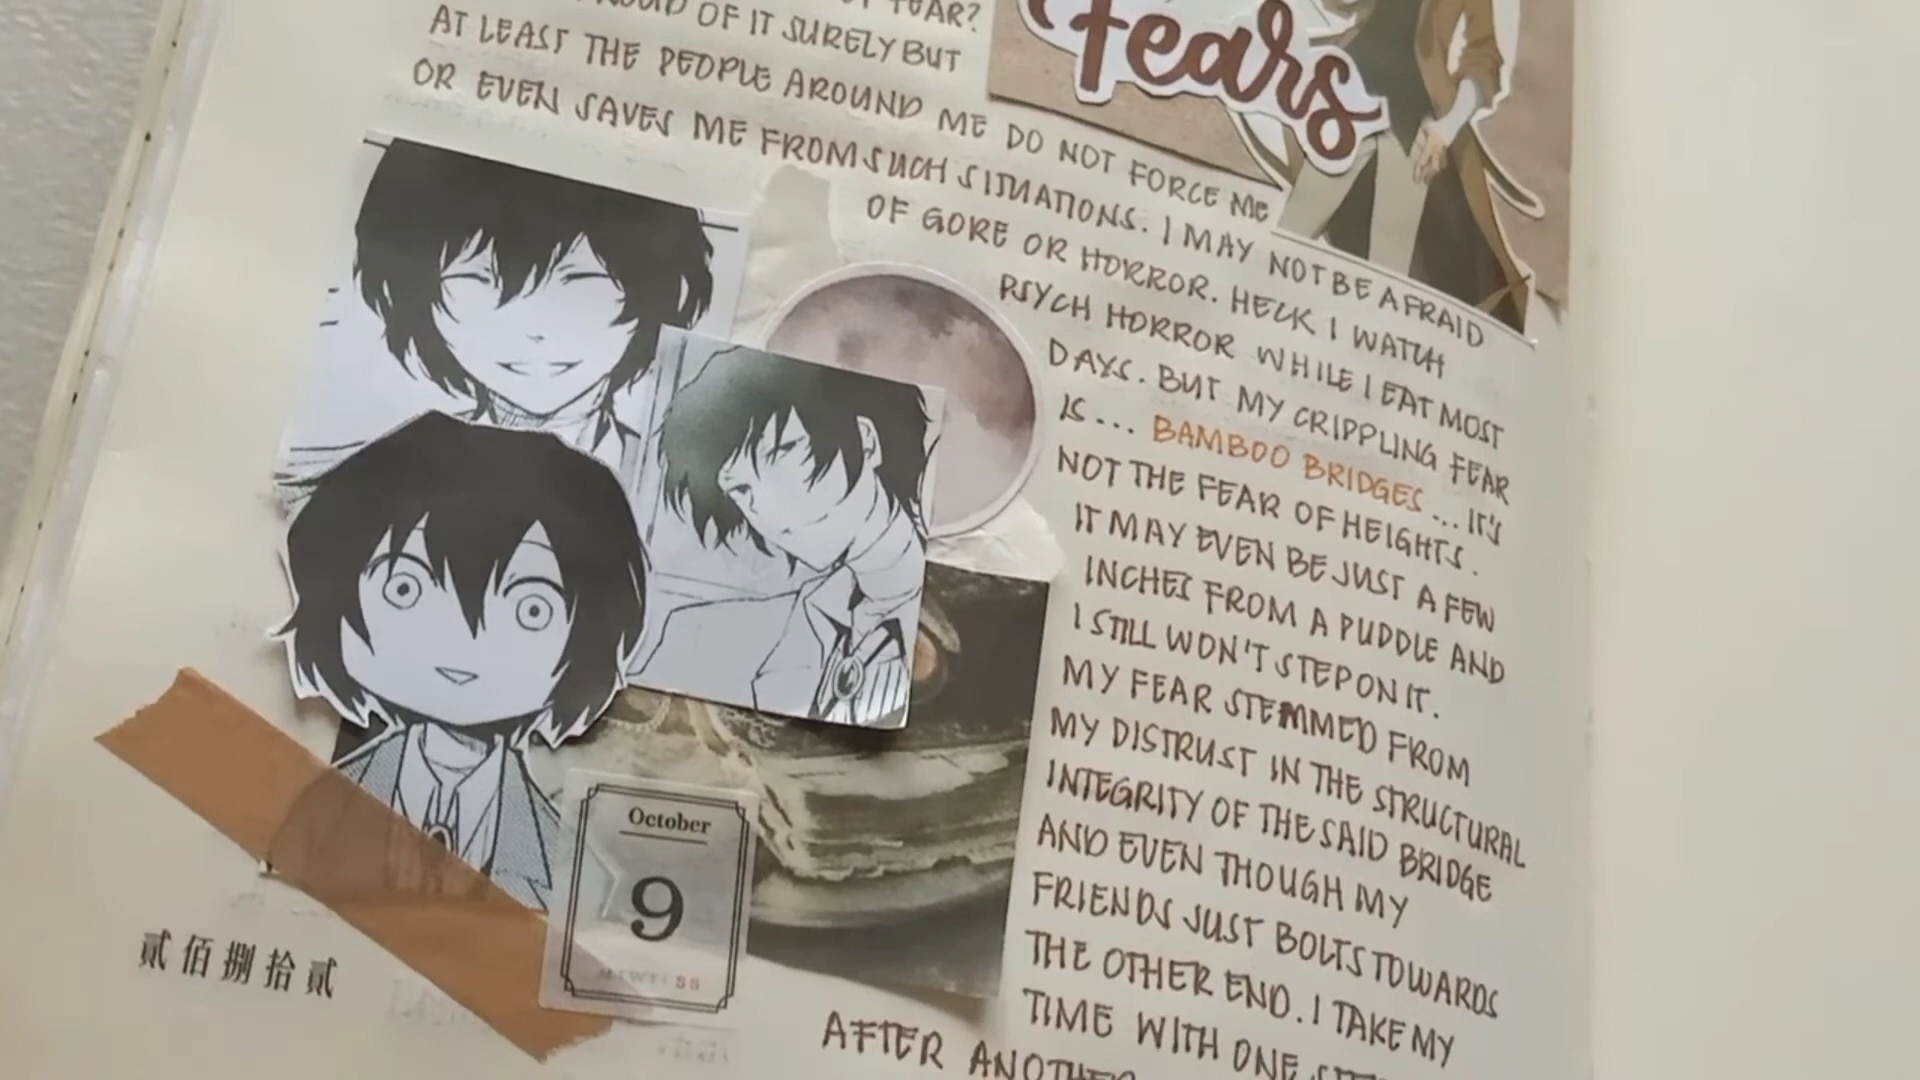 FEAR?
OF IT SURELY BUT
fears
AT LEAST THE PEOPLE AROUND ME DO NOT FORCE ME
OR EVEN SAVES ME FROM SUCH SITUATIONS. I MAY NOT BE AFRAID
OF GORE OR HORROR. HECK I WATCH
PSYCH HORROR WHILE I EAT MOST
DAYS. BUT MY CRIPPLING FEAR
IS... BAMBOO BRIDGES... IT'S
NOT THE FEAR OF HEIGHTS.
IT MAY EVEN BE JUST A FEW
INCHES FROM A PUDDLE AND
I STILL WON'T STEP ON IT.
MY FEAR STEMMED FROM
MY DISTRUST IN THE STRUCTURAL
INTEGRITY OF THE SAID BRIDGE
AND EVEN THOUGH MY
FRIENDS JUST BOLTS TOWARDS
THE OTHER END. I TAKE MY
TIME WITH ONE
AFTER ANOTHER
October
9
MTWTFSS
貳佰捌拾貳